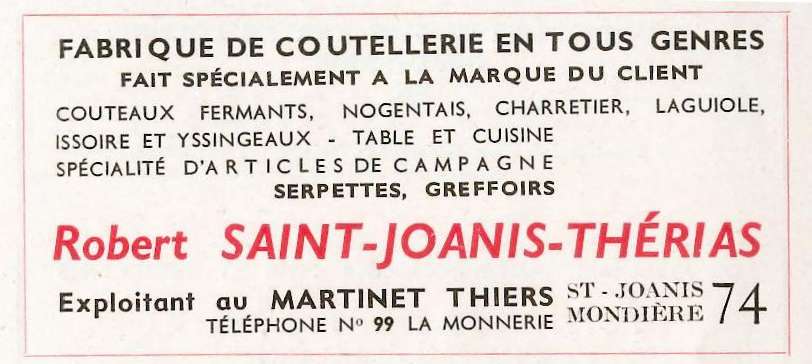 FABRIQUE DE COUTELLERIE EN TOUS GENRES
FAIT SPÉCIALEMENT A LA MARQUE DU CLIENT
COUTEAUX FERMANTS, NOGENTAIS, CHARRETIER, LAGUIOLE,
ISSOIRE ET YSSINGEAUX - TABLE ET CUISINE
SPÉCIALITÉ D'ARTICLES DE CAMPAGNE
SERPETTES, GREFFOIRS
Robert SAINT-JOANIS-THÉRIAS
Exploitant au MARTINET THIERS
TÉLÉPHONE Nº 99 LA MONNERIE
ST - JOANIS
MONDIÈRE
74